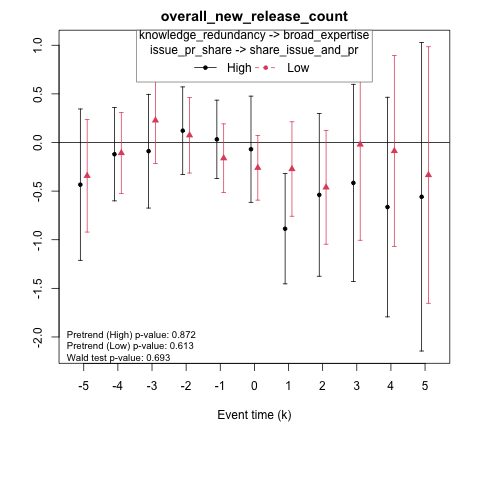 overall_new_release_count
knowledge_redundancy -> broad_expertise
issue_pr_share -> share_issue_and_pr
High Low
1.0
0.5
0.0
-0.5
-1.0
-1.5
-2.0
Pretrend (High) p-value: 0.872
Pretrend (Low) p-value: 0.613
Wald test p-value: 0.693
-5 -4 -3 -2 -1 0 1 2 3 4 5
Event time (k)